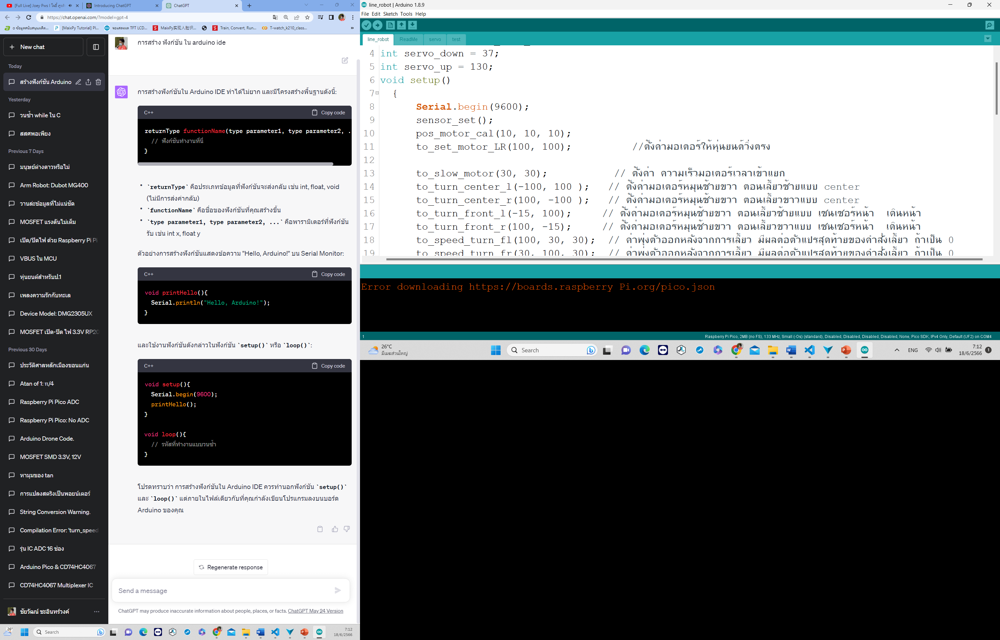 [Full Live] Joey Pws
Introducing ChatGPT
ChatGPT
https://chat.openai.com/?model=gpt-4
๐ ข้อมูลสนับสนุนผลิต...
[MaixPy Tutorial] Pl...
จอแสดงผล TFT LCD...
MaixPy实现人脸识...
Train, Convert, Run...
T-watch_k210_class...
»
New chat
Today
สร้างฟังก์ชัน Arduino
Yesterday
วนซ้ำ while ใน C
สสศพอเพียง
Previous 7 Days
มนุษย์ต่างดาวหรือไม่
Arm Robot: Dubot MG400
วานล่ะข้อมูลที่ไม่แน่ชัด
MOSFET แรงดันไม่เต็ม
เปิด/ปิดไฟ ด้วย Raspberry Pi Pi
VBUS ใน MCU
หุ่นยนต์สำหรับป.1
เพลงความรักกับทะเล
Device Model: DMG2305UX
MOSFET เปิด-ปิด ไฟ 3.3V RP20
Previous 30 Days
ประวัติศาลหลักเมืองขอนแก่น
Atan of 1: π/4
Raspberry Pi Pico ADC
Raspberry Pi Pico: No ADC
Arduino Drone Code.
MOSFET SMD 3.3V, 12V
หามุมของ tan
การแปลงสตริงเป็นพอยน์เตอร์
String Conversion Warning.
Compilation Error: 'turn_speed
รุ่น IC ADC 16 ช่อง
Arduino Pico & CD74HC4067
CD74HC4067 Multiplexer IC
ชัยวัฒน์ ชะอินทร์วงค์
การสร้าง ฟังก์ชัน ใน arduino ide
การสร้างฟังก์ชันใน Arduino IDE ทำได้ไม่ยาก และมีโครงสร้างพื้นฐานดังนี้:
C++
Copy code
returnType functionName(type parameter1, type parameter2, .
// ฟังก์ชันทำงานที่นี่
}
• `returnType` คือประเภทข้อมูลที่ฟังก์ชันจะส่งกลับ เช่น int, float, void
(ไม่มีการส่งค่ากลับ)
• `functionName` คือชื่อของฟังก์ชันที่คุณสร้างขึ้น
• `type parameter1, type parameter2, ...` คือพารามิเตอร์ที่ฟังก์ชัน
รับ เช่น int x, float y
ตัวอย่างการสร้างฟังก์ชันแสดงข้อความ "Hello, Arduino!" บน Serial Monitor:
C++
Copy code
void printHello(){
Serial.println("Hello, Arduino!");
}
และใช้งานฟังก์ชันดังกล่าวในฟังก์ชัน `setup()` หรือ `loop()`:
C++
Copy code
void setup(){
Serial.begin(9600);
printHello();
}
void loop(){
// รหัสที่ทำงานแบบวนซ้ำ
}
โปรดทราบว่า การสร้างฟังก์ชันใน Arduino IDE ควรทำนอกฟังก์ชัน `setup()`
และ `loop()` แต่ภายในไฟล์เดียวกับที่คุณกำลังเขียนโปรแกรมลงบนบอร์ด
Arduino ของคุณ
Regenerate response
Send a message
ChatGPT may produce inaccurate information about people, places, or facts. ChatGPT May 24 Version
26°
Search
7:12
18/6/2566
line_robot | Arduino 1.8.9
File Edit Sketch Tools Help
line_robot
ReadMe
servo
test
4 int servo_down = 37;
5 int servo_up = 130;
6 void setup()
7 {
8 Serial.begin(9600);
9 sensor_set();
10 pos_motor_cal(10, 10, 10);
11 to_set_motor_LR(100, 100); //ตั้งค่ามอเตอร์ให้หุ่นยนต์วิ่งตรง
12
13 to_slow_motor(30, 30); // ตั้งค่า ความเร็วมอเตอร์เวลาเข้าแยก
14 to_turn_center_l(-100, 100 ); // ตั้งค่ามอเตอร์หมุนซ้ายขวา ตอนเลี้ยวซ้ายแบบ center
15 to_turn_center_r(100, -100 ); // ตั้งค่ามอเตอร์หมุนซ้ายขวา ตอนเลี้ยวขาวแบบ center
16 to_turn_front_l(-15, 100); // ตั้งค่ามอเตอร์หมุนซ้ายขวา ตอนเลี้ยวซ้ายแบบ เซนเซอร์หน้า เดินหน้า
17 to_turn_front_r(100, -15); // ตั้งค่ามอเตอร์หมุนซ้ายขวา ตอนเลี้ยวขวาแบบ เซนเซอร์หน้า เดินหน้า
18 to_speed_turn_fl(100, 30, 30); // ค่าพุ่งตัวออกหลังจากการเลี้ยว มีผลต่อตัวแปรสุดท้ายของคำสั่งเลี้ยว ถ้าเป็น 0
19 to_speed_turn_fr(30, 100, 30); // ค่าพุ่งตัวออกหลังจากการเลี้ยว มีผลต่อตัวแปรสุดท้ายของคำสั่งเลี้ยว ถ้าเป็น 0
Error downloading https://boards.raspberry Pi.org/pico.json
1
Raspberry Pi Pico, 2MB (no FS), 133 MHz, Small (-Os) (standard), Disabled, Disabled, Disabled, Disabled, None, Pico SDK, IPv4 Only, Default (UF2) on COM4
26°C
มีเมฆส่วนใหญ่
Search
ENG
7:12
18/6/2566
1